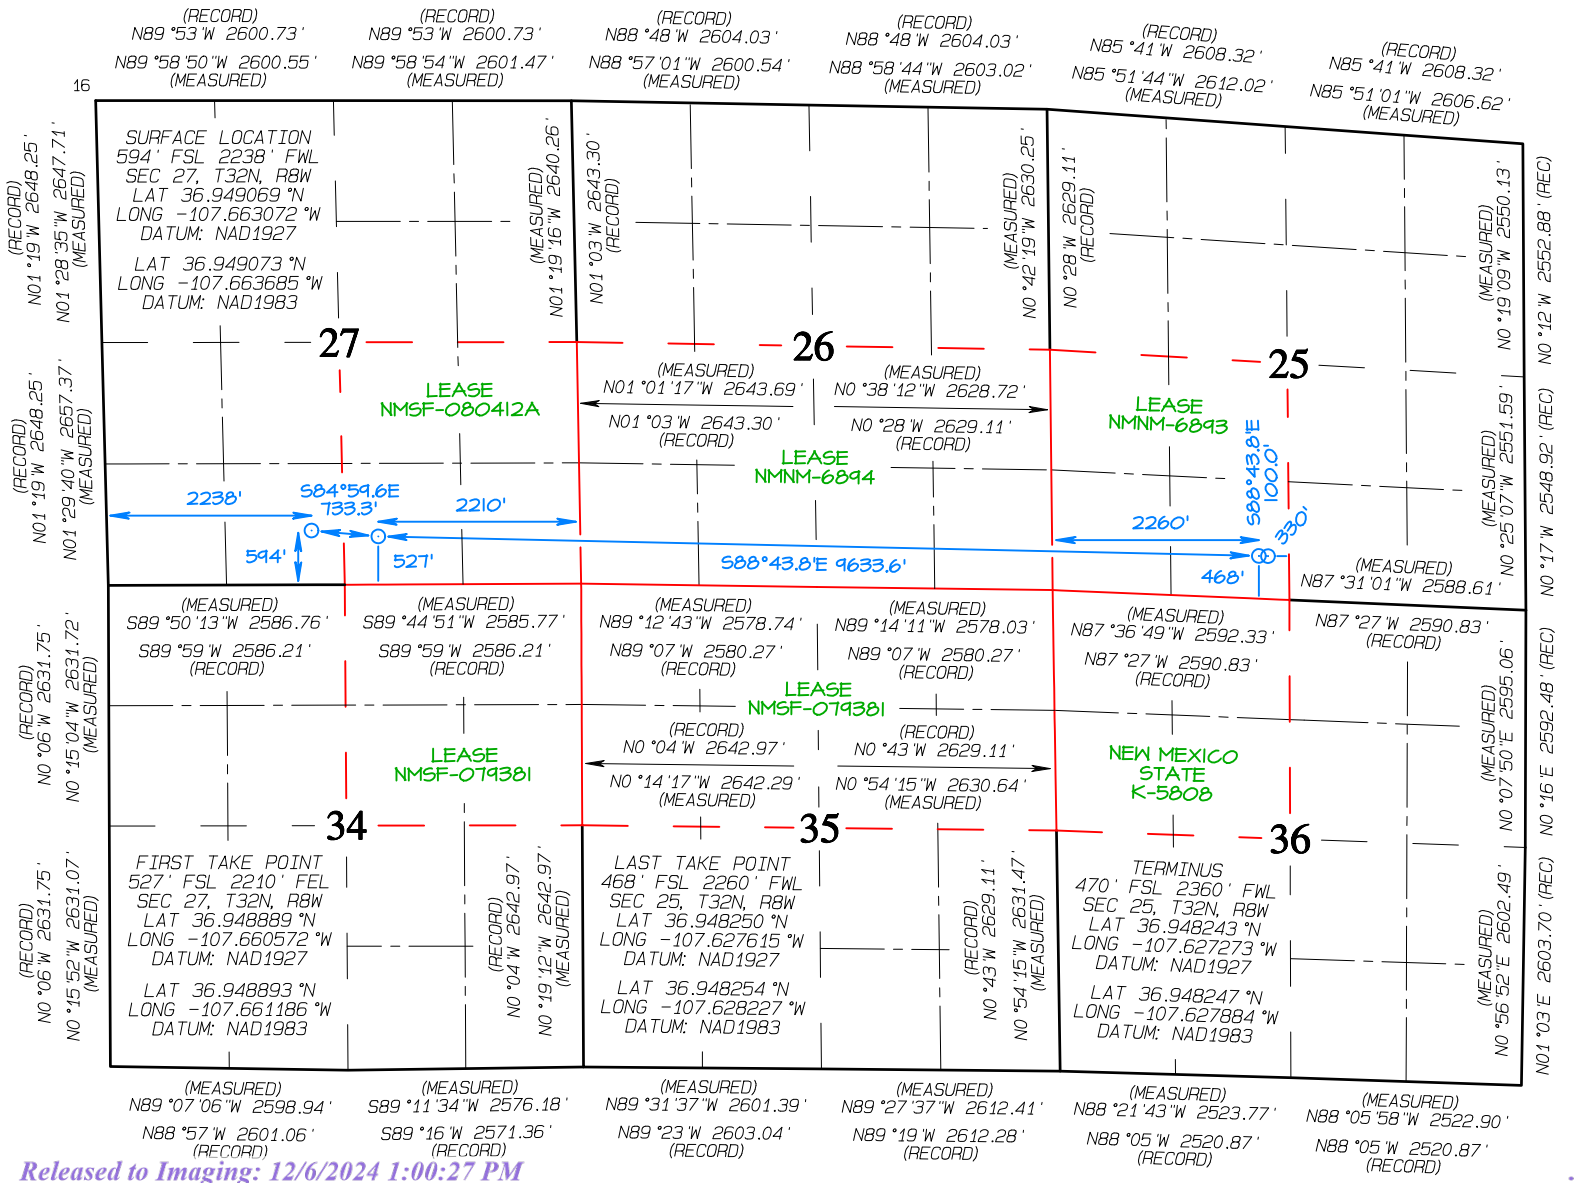 (RECORD)
N89°53'W 2600.73'
N89°58'50"W 2600.55'
(MEASURED)
(RECORD)
N89°53'W 2600.73'
N89°58'54"W 2601.47'
(MEASURED)
(RECORD)
N88°48'W 2604.03'
N88°57'01"W 2600.54'
(MEASURED)
(RECORD)
N88°48'W 2604.03'
N88°58'44"W 2603.02'
(MEASURED)
(RECORD)
N85°41'W 2608.32'
N85°51'44"W 2612.02'
(MEASURED)
(RECORD)
N85°41'W 2608.32'
N85°51'01"W 2606.62'
(MEASURED)
16
(RECORD)
N01°19'W 2648.25'
N01°28'35"W 2647.71'
(MEASURED)
SURFACE LOCATION
594' FSL 2238' FWL
SEC 27, T32N, R8W
LAT 36.949069 °N
LONG -107.663072 °W
DATUM: NAD1927
LAT 36.949073 °N
LONG -107.663685 °W
DATUM: NAD1983
(MEASURED)
N01°19'16"W 2640.26'
N01°03'W 2643.30'
(RECORD)
(MEASURED)
N0°42'19"W 2630.25'
N0°28'W 2629.11'
(RECORD)
(MEASURED)
N0°19'09"W 2550.13'
N0°12'W 2552.88' (REC)
27
26
25
(RECORD)
N01°19'W 2648.25'
N01°29'40"W 2657.37'
(MEASURED)
LEASE
NMSF-080412A
(MEASURED)
N01°01'17"W 2643.69'
N01°03'W 2643.30'
(RECORD)
(MEASURED)
N0°38'12"W 2628.72'
N0°28'W 2629.11'
(RECORD)
LEASE
NMNM-6893
LEASE
NMNM-6894
S88°43.8'E
100.0'
330'
(MEASURED)
N0°25'07"W 2551.59'
N0°17'W 2548.92' (REC)
2238'
S84°59.6E
733.3'
2210'
2260'
594'
527'
S88°43.8'E 9633.6'
468'
(MEASURED)
N87°31'01"W 2588.61'
N87°27'W 2590.83'
(RECORD)
(MEASURED)
S89°50'13"W 2586.76'
S89°59'W 2586.21'
(RECORD)
(MEASURED)
S89°44'51"W 2585.77'
S89°59'W 2586.21'
(RECORD)
(MEASURED)
N89°12'43"W 2578.74'
N89°07'W 2580.27'
(RECORD)
(MEASURED)
N89°14'11"W 2578.03'
N89°07'W 2580.27'
(RECORD)
(MEASURED)
N87°36'49"W 2592.33'
N87°27'W 2590.83'
(RECORD)
(RECORD)
N0°06'W 2631.75'
N0°15'04"W 2631.72'
(MEASURED)
LEASE
NMSF-079381
LEASE
NMSF-079381
(RECORD)
N0°04'W 2642.97'
N0°14'17"W 2642.29'
(MEASURED)
(RECORD)
N0°43'W 2629.11'
N0°54'15"W 2630.64'
(MEASURED)
NEW MEXICO
STATE
K-5808
(MEASURED)
N0°07'50"E 2595.06'
N0°16'E 2592.48' (REC)
34
35
36
(RECORD)
N0°06'W 2631.75'
N0°15'52"W 2631.07'
(MEASURED)
FIRST TAKE POINT
527' FSL 2210' FEL
SEC 27, T32N, R8W
LAT 36.948889 °N
LONG -107.660572 °W
DATUM: NAD1927
LAT 36.948893 °N
LONG -107.661186 °W
DATUM: NAD1983
(RECORD)
N0°04'W 2642.97'
N0°19'12"W 2642.97'
(MEASURED)
LAST TAKE POINT
468' FSL 2260' FWL
SEC 25, T32N, R8W
LAT 36.948250 °N
LONG -107.627615 °W
DATUM: NAD1927
LAT 36.948254 °N
LONG -107.628227 °W
DATUM: NAD1983
(RECORD)
N0°43'W 2629.11'
N0°54'15"W 2631.47'
(MEASURED)
TERMINUS
470' FSL 2360' FWL
SEC 25, T32N, R8W
LAT 36.948243 °N
LONG -107.627273 °W
DATUM: NAD1927
LAT 36.948247 °N
LONG -107.627884 °W
DATUM: NAD1983
(MEASURED)
N0°56'52"E 2602.49'
N01°03'E 2603.70' (REC)
(MEASURED)
N89°07'06"W 2598.94'
N88°57'W 2601.06'
(RECORD)
(MEASURED)
S89°11'34"W 2576.18'
S89°16'W 2571.36'
(RECORD)
(MEASURED)
N89°31'37"W 2601.39'
N89°23'W 2603.04'
(RECORD)
(MEASURED)
N89°27'37"W 2612.41'
N89°19'W 2612.28'
(RECORD)
(MEASURED)
N88°21'43"W 2523.77'
N88°05'W 2520.87'
(RECORD)
(MEASURED)
N88°05'58"W 2522.90'
N88°05'W 2520.87'
(RECORD)
Released to Imaging: 12/6/2024 1:00:27 PM